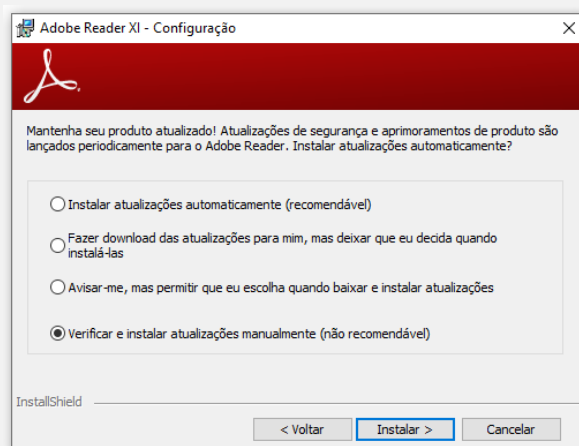 Adobe Reader XI - Configuração
Mantenha seu produto atualizado! Atualizações de segurança e aprimoramentos de produto são
lançados periodicamente para o Adobe Reader. Instalar atualizações automaticamente?
Instalar atualizações automaticamente (recomendável)
Fazer download das atualizações para mim, mas deixar que eu decida quando
instalá-las
Avisar-me, mas permitir que eu escolha quando baixar e instalar atualizações
Verificar e instalar atualizações manualmente (não recomendável)
InstallShield
< Voltar
Instalar >
Cancelar